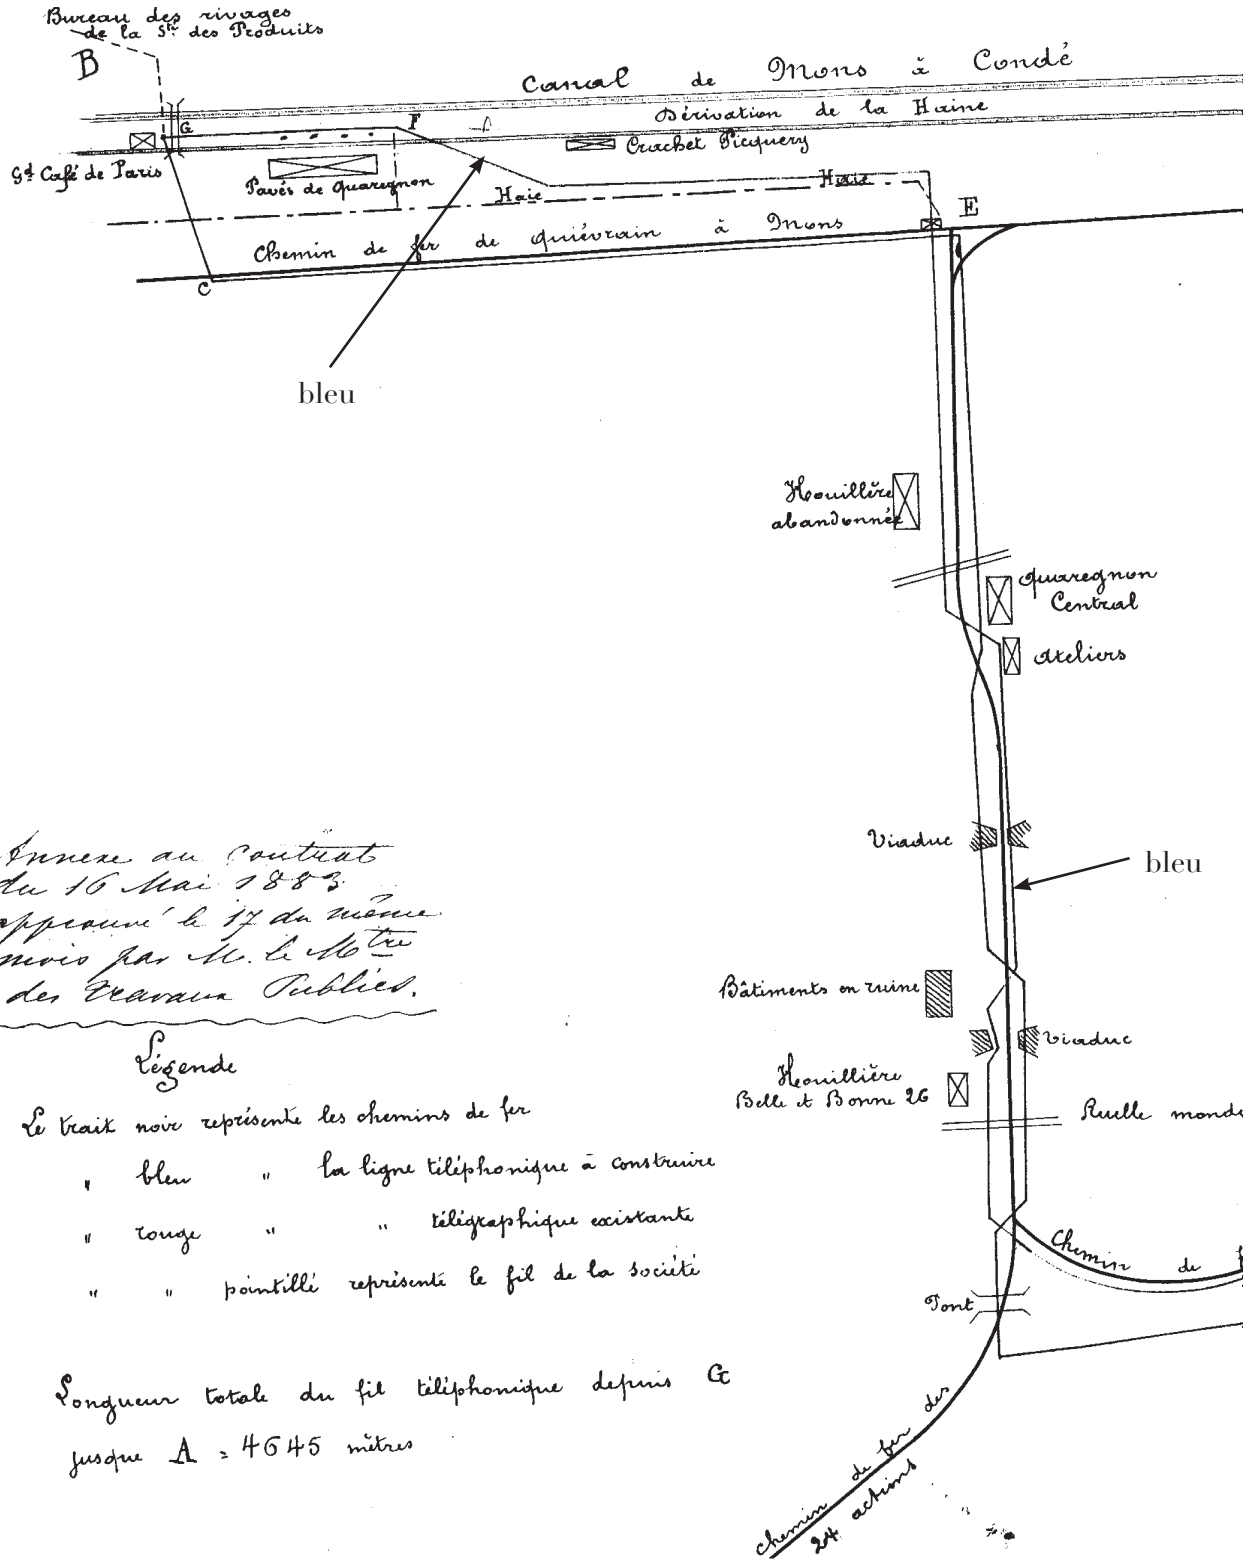 Bureau des rivages
de la Sté des Produits
B
Canal de Mons à Condé
Dérivation de la Haine
G
F
Crachet Picquery
Gd Café de Paris
Pavés de Quaregnon
Haie
Haie
E
Chemin de fer de Quiévrain à Mons
C
bleu
Houillère
abandonnée
Quaregnon
Central
Ateliers
Viaduc
bleu
Annexe au contrat
du 16 Mai 1883
approuvé le 17 du même
mois par M. le Mtre
des Travaux Publics.
Bâtiments en ruine
Viaduc
Légende
Houillière
Belle et Bonne 26
Le trait noir représente les chemins de fer
Ruelle
" bleu " la ligne téléphonique à construire
" rouge " " télégraphique existante
Chemin de f
" " pointillé représente le fil de la société
Pont
Longueur totale du fil téléphonique depuis G
jusque A = 4645 mètres
chemin de fer des
24 actions